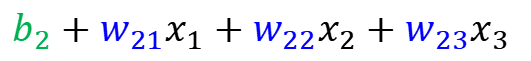 b₂ + w₂₁x₁ + w₂₂x₂ + w₂₃x₃